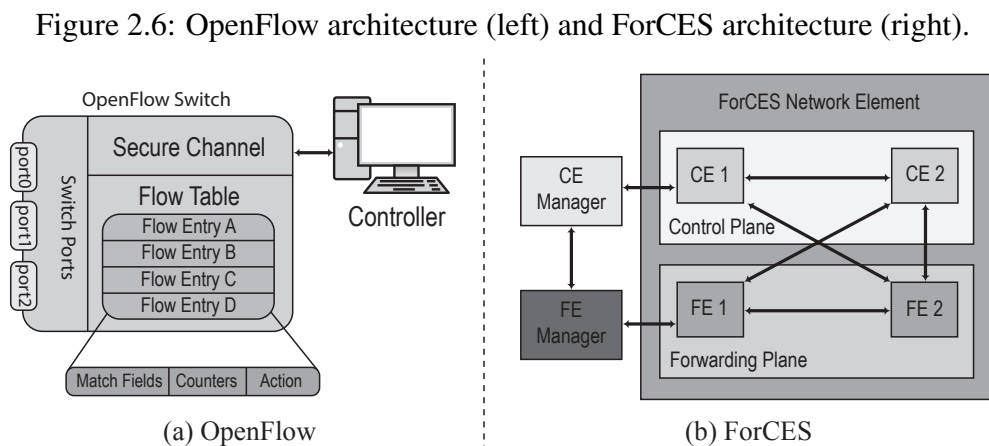 Figure 2.6: OpenFlow architecture (left) and ForCES architecture (right).
OpenFlow Switch
port0
port1
port2
Switch Ports
Secure Channel
Flow Table
Flow Entry A
Flow Entry B
Flow Entry C
Flow Entry D
Match Fields
Counters
Action
Controller
(a) OpenFlow
ForCES Network Element
CE
Manager
CE 1
CE 2
Control Plane
FE
Manager
FE 1
FE 2
Forwarding Plane
(b) ForCES